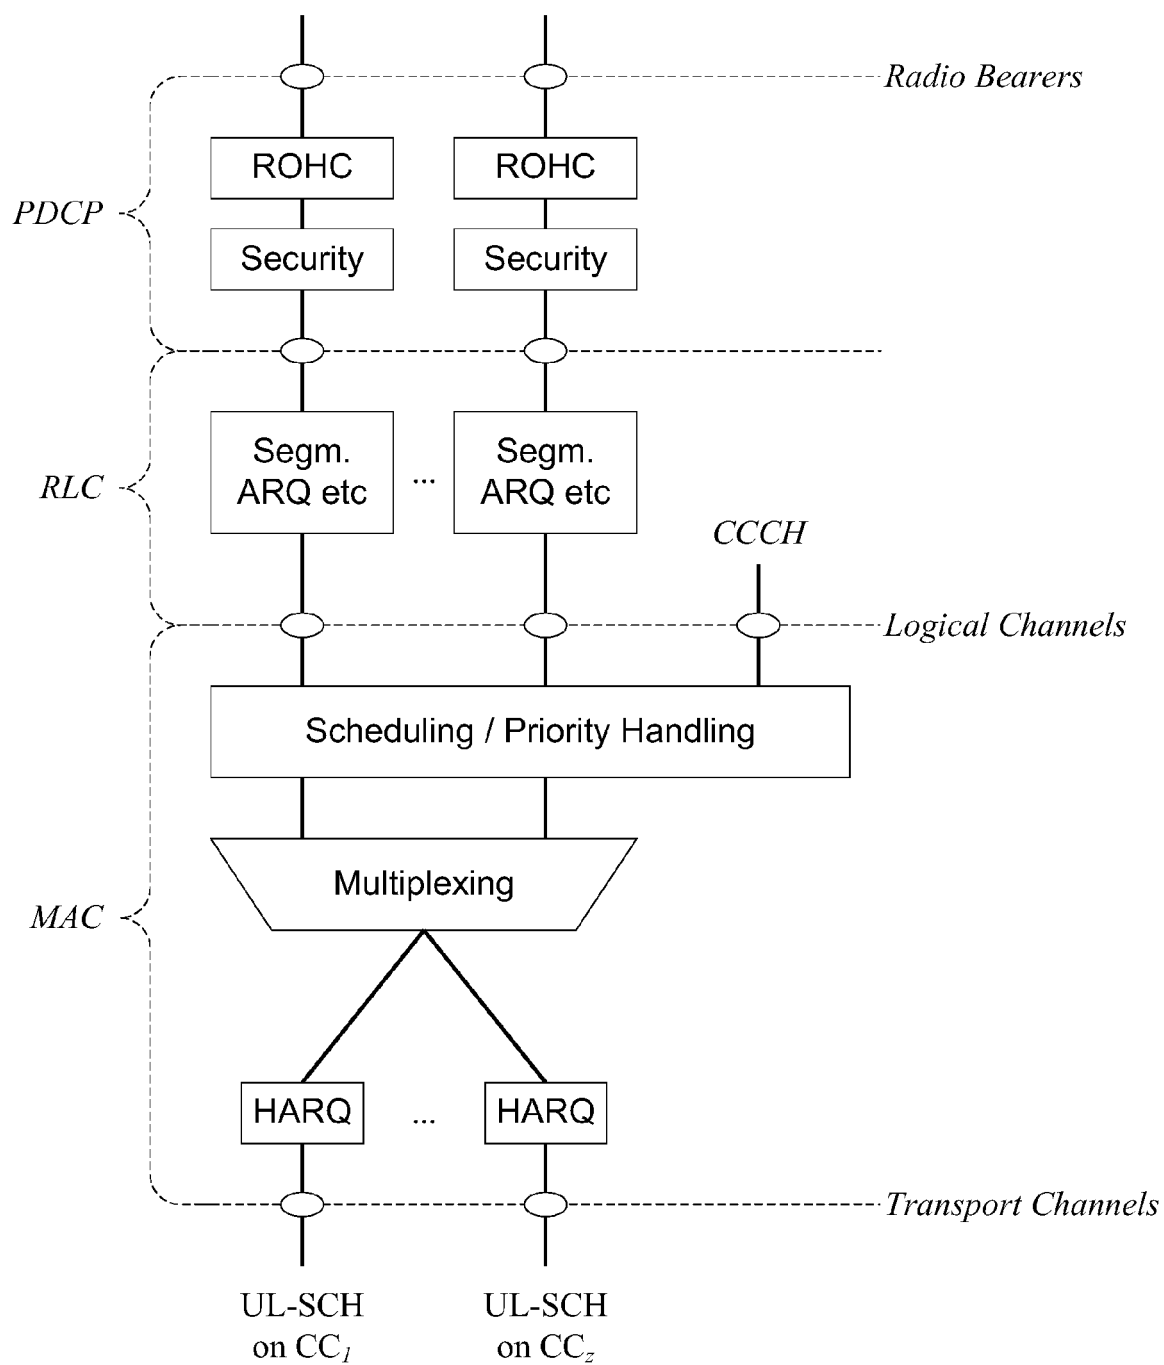 Radio Bearers
ROHC ROHC
PDCP
Security Security
Segm. Segm.
ARQ etc ... ARQ etc
RLC
CCCH
Logical Channels
Scheduling / Priority Handling
Multiplexing
MAC
HARQ ... HARQ
Transport Channels
UL-SCH UL-SCH
on CC1 on CCz